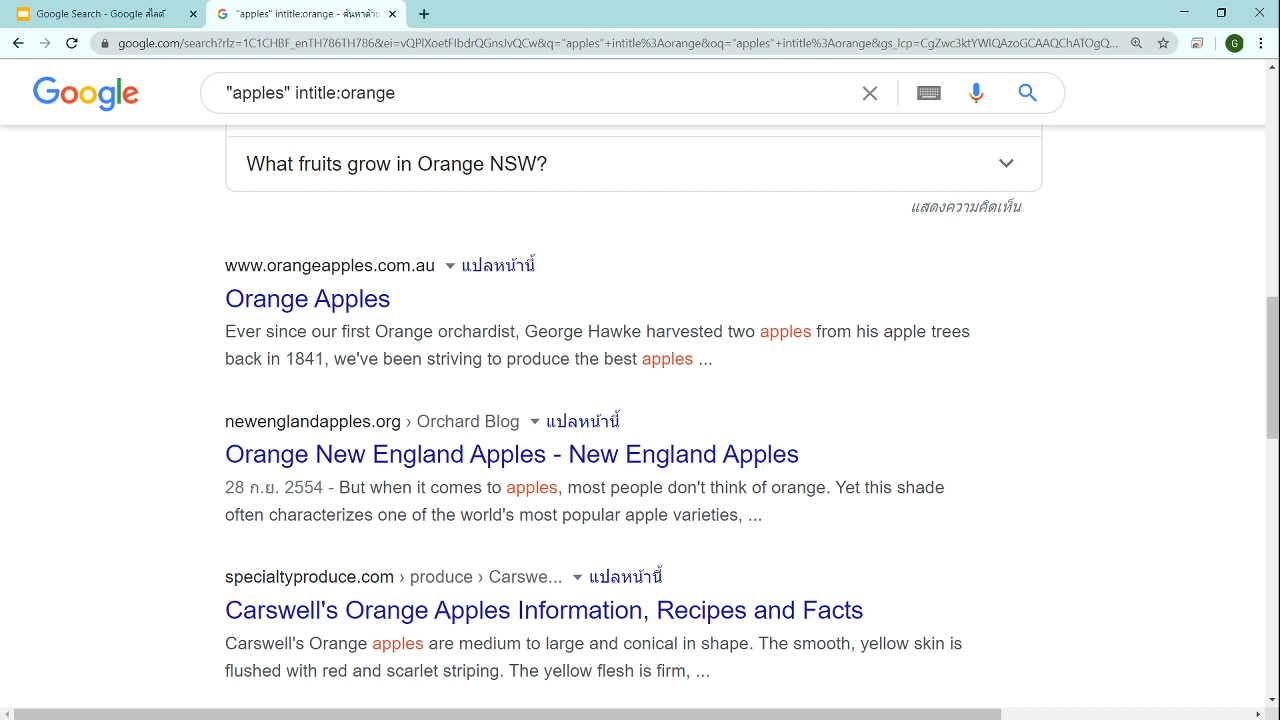 Google Search - Google สไลด์
"apples" intitle:orange - ค้นหาด้วย
google.com/search?rlz=1C1CHBF_enTH786TH786&ei=vQPlXoetFIbdrQGOlJvQCw&q="apples"+intitle%3Aorange&oq="apples"+intitle%3Aorange&gs_lcp=CgZwc3ktYWIQAzoGCAAQChATOgQ...
G
Google
"apples" intitle:orange
What fruits grow in Orange NSW?
แสดงความคิดเห็น
www.orangeapples.com.au ▼ แปลหน้านี้
Orange Apples
Ever since our first Orange orchardist, George Hawke harvested two apples from his apple trees
back in 1841, we've been striving to produce the best apples ...
newenglandapples.org › Orchard Blog ▼ แปลหน้านี้
Orange New England Apples - New England Apples
28 ก.ย. 2554 - But when it comes to apples, most people don't think of orange. Yet this shade
often characterizes one of the world's most popular apple varieties, ...
specialtyproduce.com › produce › Carswe... ▼ แปลหน้านี้
Carswell's Orange Apples Information, Recipes and Facts
Carswell's Orange apples are medium to large and conical in shape. The smooth, yellow skin is
flushed with red and scarlet striping. The yellow flesh is firm, ...